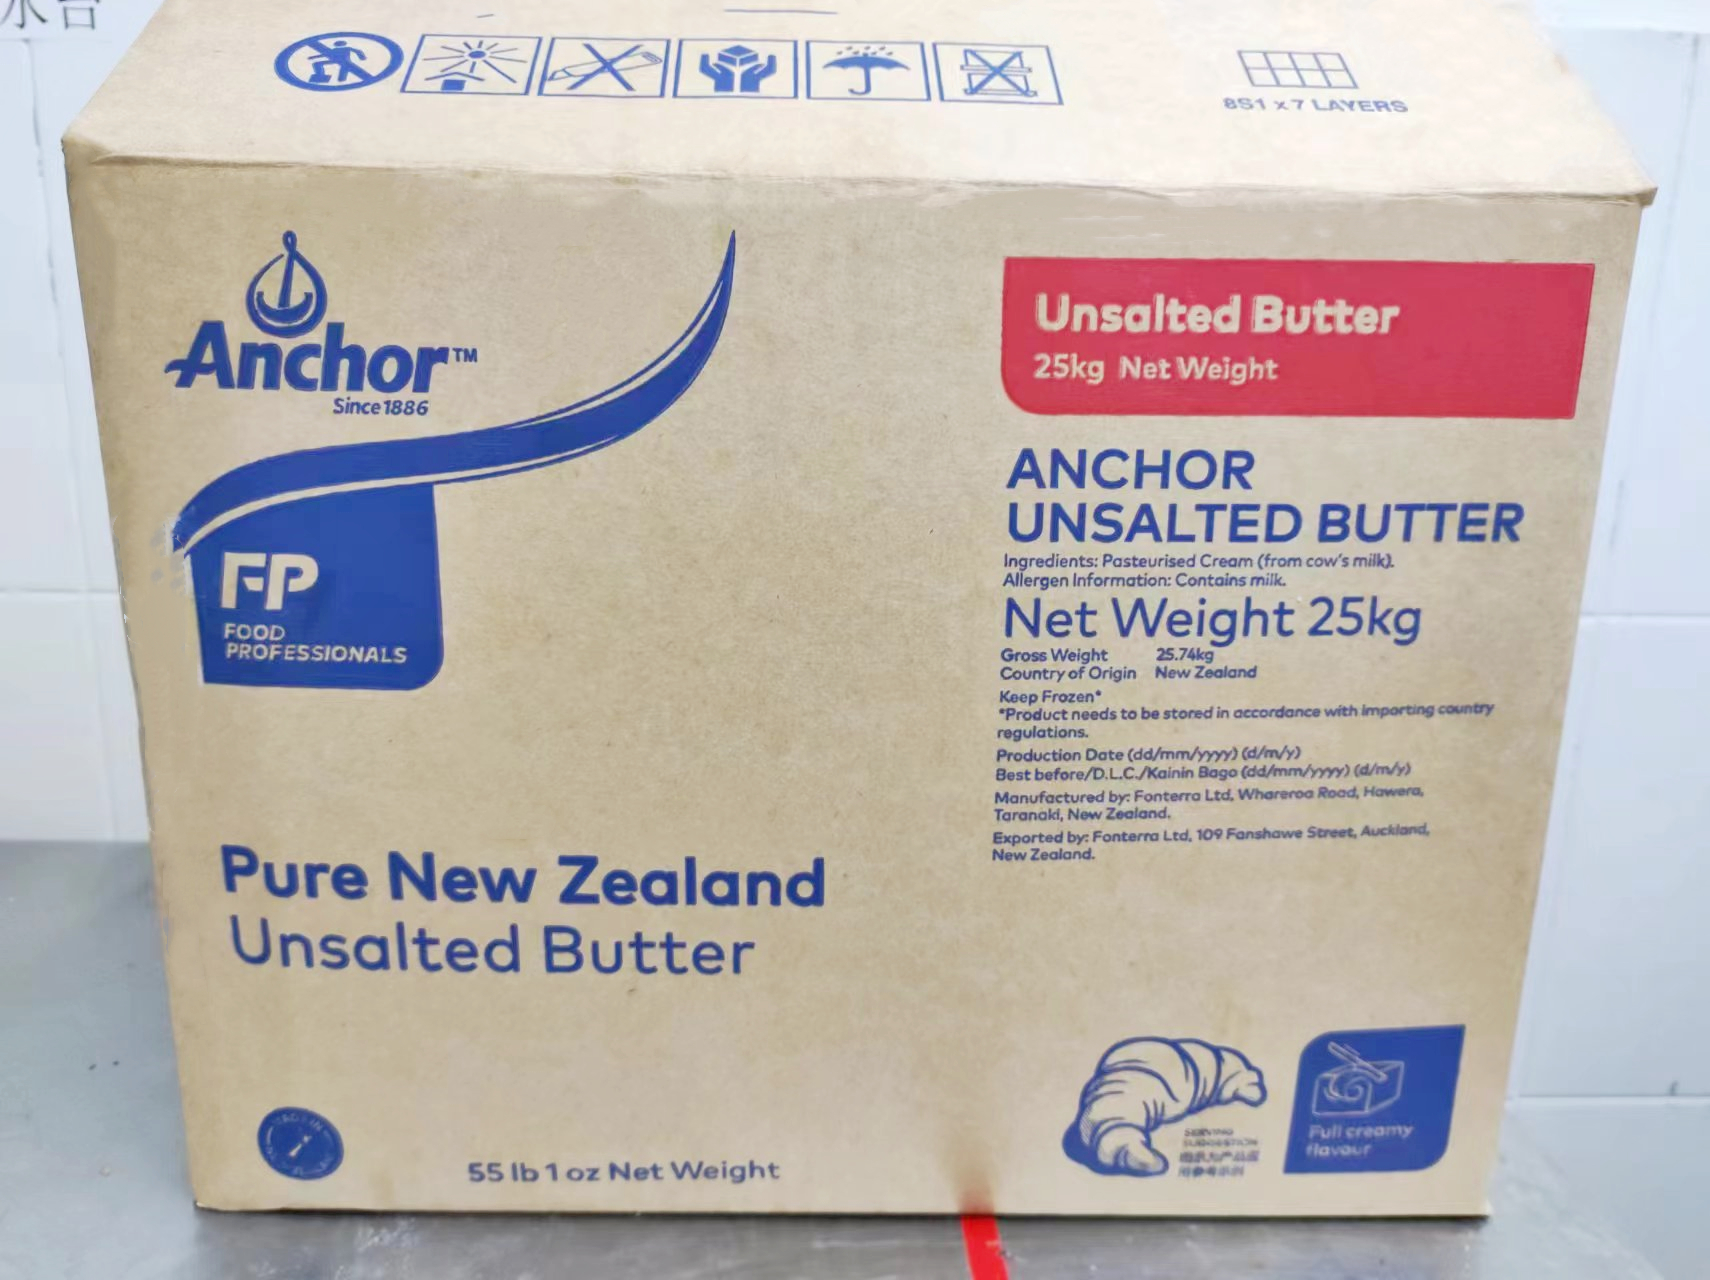 水台
8S1 x 7 LAYERS
Anchor™
Since 1886
FP
FOOD
PROFESSIONALS
Unsalted Butter
25kg Net Weight
ANCHOR
UNSALTED BUTTER
Ingredients: Pasteurised Cream (from cow's milk).
Allergen Information: Contains milk.
Net Weight 25kg
Gross Weight 25.74kg
Country of Origin New Zealand
Keep Frozen*
*Product needs to be stored in accordance with importing country
regulations.
Production Date (dd/mm/yyyy) (d/m/y)
Best before/D.L.C./Kainin Bago (dd/mm/yyyy) (d/m/y)
Manufactured by: Fonterra Ltd, Whareroa Road, Hawera,
Taranaki, New Zealand.
Exported by: Fonterra Ltd, 109 Fanshawe Street, Auckland,
New Zealand.
Pure New Zealand
Unsalted Butter
55 lb 1 oz Net Weight
SERVING
SUGGESTION
Full creamy
flavour